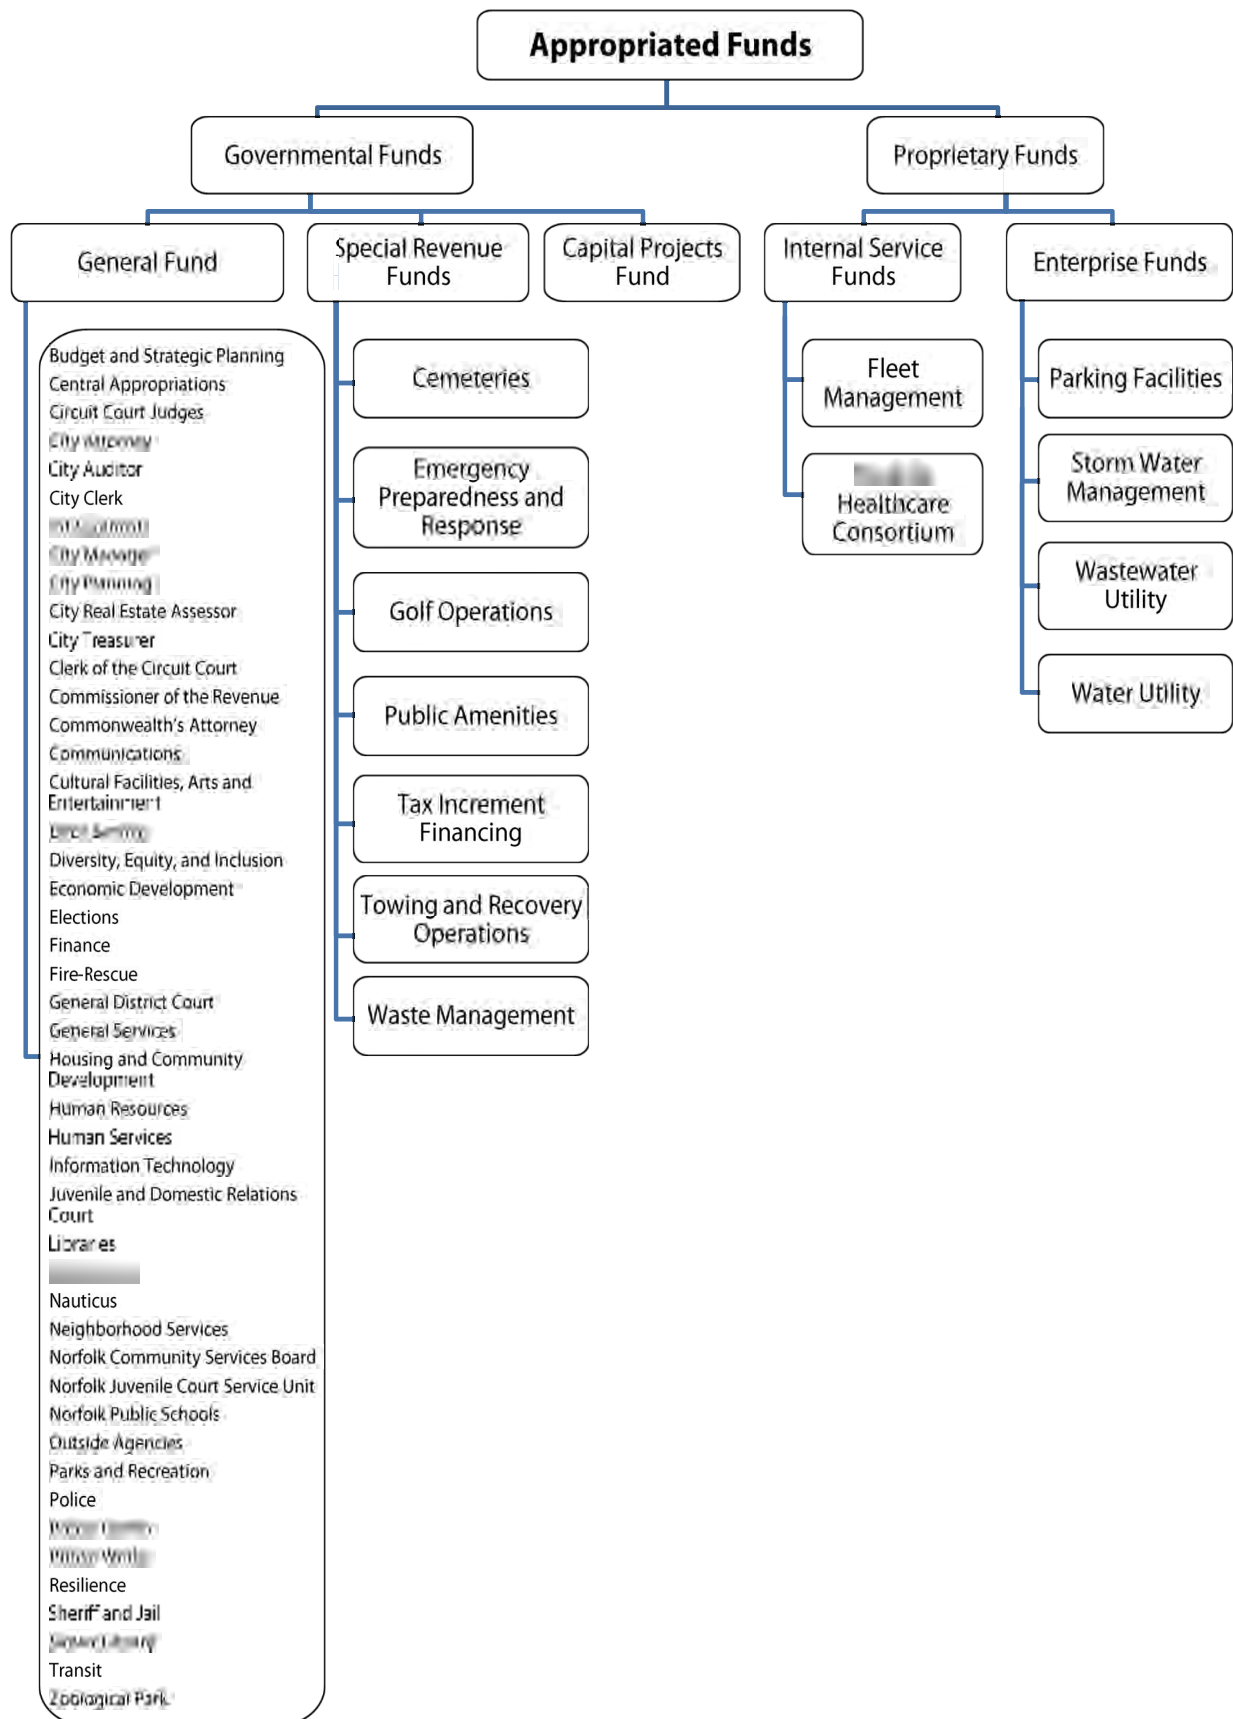 Appropriated Funds
Governmental Funds
Proprietary Funds
General Fund
Special Revenue
Funds
Capital Projects
Fund
Internal Service
Funds
Enterprise Funds
Budget and Strategic Planning
Central Appropriations
Circuit Court Judges
City Attorney
City Auditor
City Clerk
City Manager
City Planning
City Real Estate Assessor
City Treasurer
Clerk of the Circuit Court
Commissioner of the Revenue
Commonwealth's Attorney
Communications
Cultural Facilities, Arts and
Entertainment
Diversity, Equity, and Inclusion
Economic Development
Elections
Finance
Fire-Rescue
General District Court
General Services
Housing and Community
Development
Human Resources
Human Services
Information Technology
Juvenile and Domestic Relations
Court
Libraries
Nauticus
Neighborhood Services
Norfolk Community Services Board
Norfolk Juvenile Court Service Unit
Norfolk Public Schools
Outside Agencies
Parks and Recreation
Police
Resilience
Sheriff and Jail
Transit
Zoological Park
Cemeteries
Emergency
Preparedness and
Response
Golf Operations
Public Amenities
Tax Increment
Financing
Towing and Recovery
Operations
Waste Management
Fleet
Management
Healthcare
Consortium
Parking Facilities
Storm Water
Management
Wastewater
Utility
Water Utility